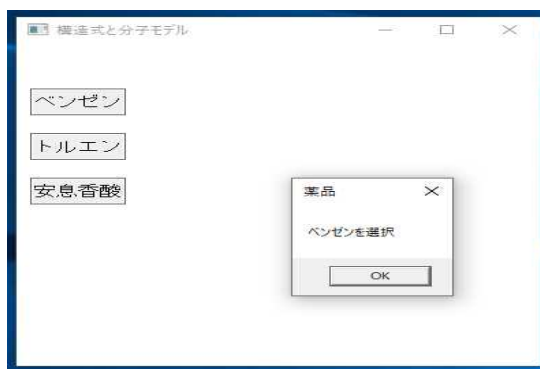 構造式と分子モデル
ベンゼン
トルエン
安息香酸
薬品
ベンゼンを選択
OK